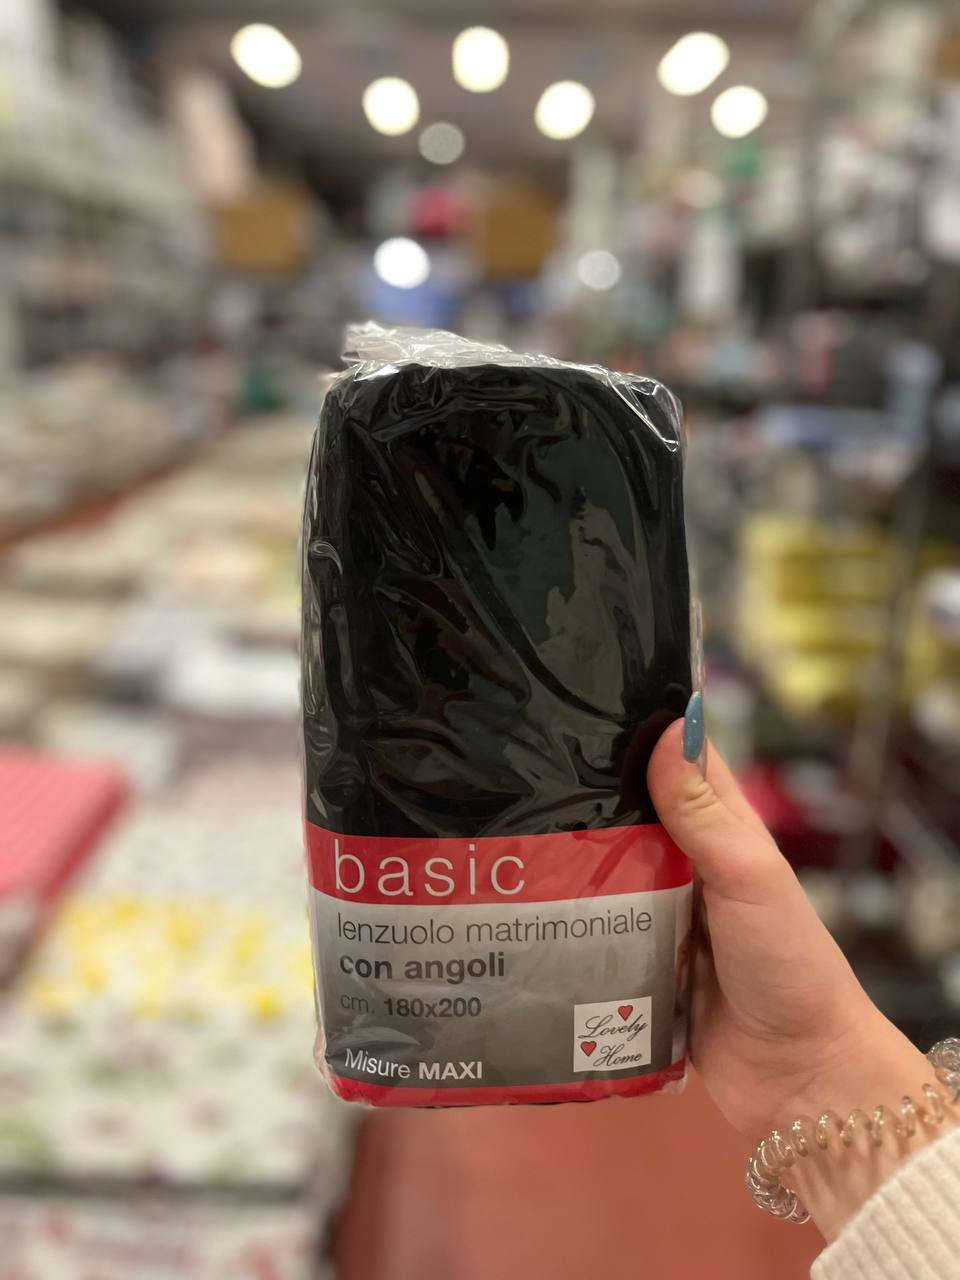 basic
lenzuolo matrimoniale
con angoli
cm. 180x200
Lovely
Home
Misure MAXI